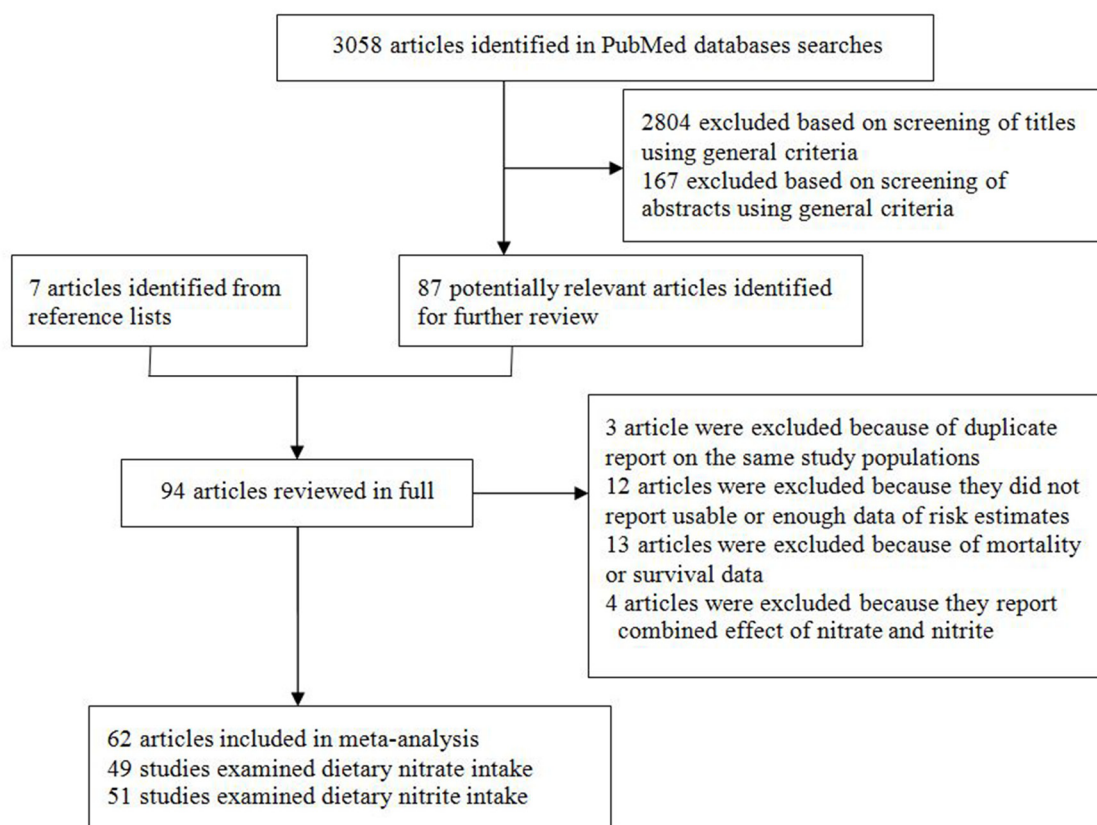 3058 articles identified in PubMed databases searches
2804 excluded based on screening of titles
using general criteria
167 excluded based on screening of
abstracts using general criteria
7 articles identified from
reference lists
87 potentially relevant articles identified
for further review
3 article were excluded because of duplicate
report on the same study populations
12 articles were excluded because they did not
report usable or enough data of risk estimates
13 articles were excluded because of mortality
or survival data
4 articles were excluded because they report
combined effect of nitrate and nitrite
94 articles reviewed in full
62 articles included in meta-analysis
49 studies examined dietary nitrate intake
51 studies examined dietary nitrite intake